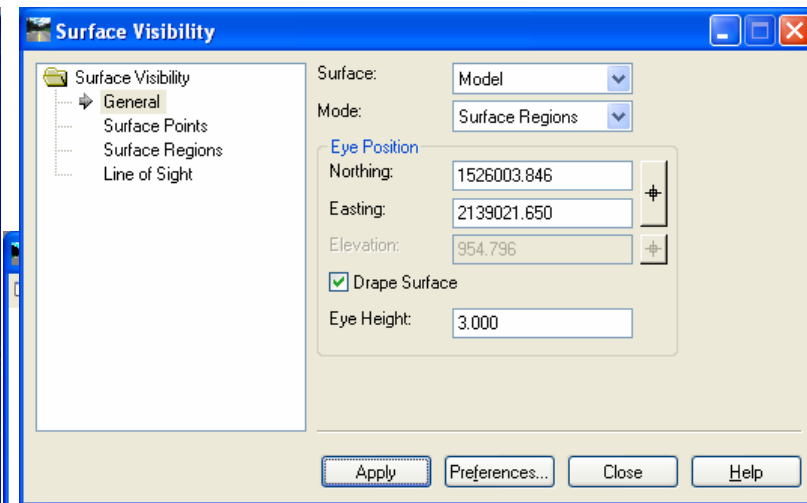 Surface Visibility
Surface Visibility
General
Surface Points
Surface Regions
Line of Sight
Surface: Model
Mode: Surface Regions
Eye Position
Northing: 1526003.846
Easting: 2139021.650
Elevation: 954.796
Drape Surface
Eye Height: 3.000
Apply Preferences... Close Help